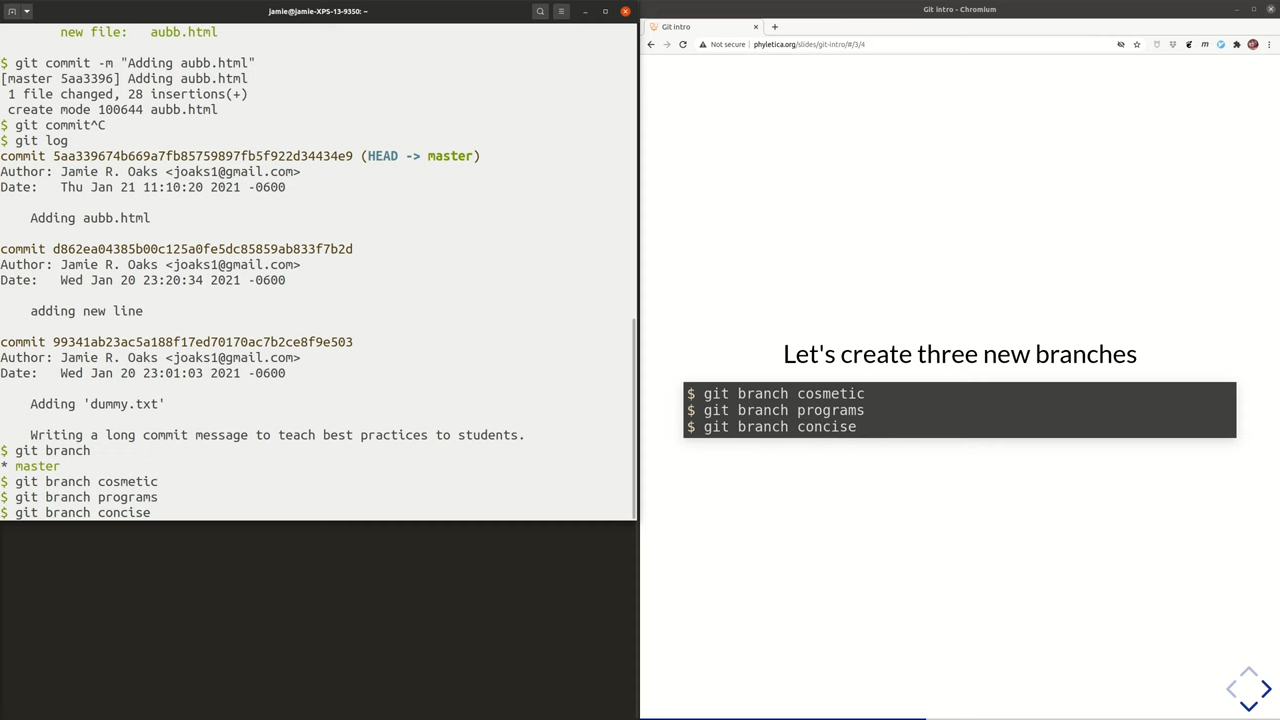 jamie@jamie-XPS-13-9350: ~
new file:   aubb.html
$ git commit -m "Adding aubb.html"
[master 5aa3396] Adding aubb.html
1 file changed, 28 insertions(+)
create mode 100644 aubb.html
$ git commit^C
$ git log
commit 5aa339674b669a7fb85759897fb5f922d34434e9 (HEAD -> master)
Author: Jamie R. Oaks <joaks1@gmail.com>
Date:   Thu Jan 21 11:10:20 2021 -0600
Adding aubb.html
commit d862ea04385b00c125a0fe5dc85859ab833f7b2d
Author: Jamie R. Oaks <joaks1@gmail.com>
Date:   Wed Jan 20 23:20:34 2021 -0600
adding new line
commit 99341ab23ac5a188f17ed70170ac7b2ce8f9e503
Author: Jamie R. Oaks <joaks1@gmail.com>
Date:   Wed Jan 20 23:01:03 2021 -0600
Adding 'dummy.txt'
Writing a long commit message to teach best practices to students.
$ git branch
* master
$ git branch cosmetic
$ git branch programs
$ git branch concise
Git intro - Chromium
Git intro
Not secure | phyletica.org/slides/git-intro/#/3/4
Let's create three new branches
$ git branch cosmetic
$ git branch programs
$ git branch concise